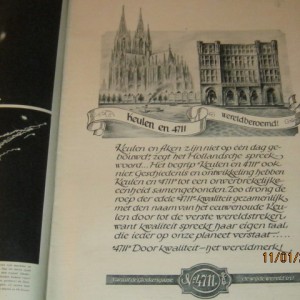 Keulen en 4711
wereldberoemd!
Keulen en Aken zijn niet op een dag ge-
bouwd!, zegt het Hollandsche spreek-
woord... Het begrip Keulen en 4711 ook
niet. Geschiedenis en ontwikkeling hebben
Keulen en "4711" tot een onverbrekelijke
eenheid samengebonden. Zoo drong de
roep der edele 4711 kwaliteit gezamenlijk
met den naam van het eeuwenoude Keu-
len door tot de verste wereldstreken,
want kwaliteit spreekt haar eigen taal,
die ieder op onze planeet verstaat .....
"4711" Door kwaliteit - het wereldmerk!
№ 4711
11/01/2